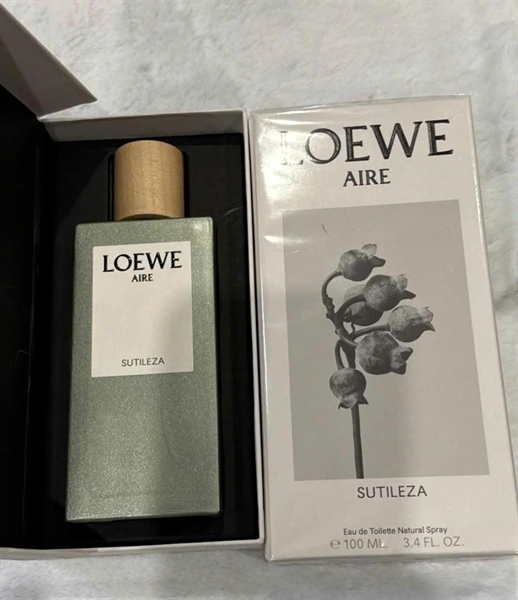 LOEWE
AIRE
SUTILEZA
LOEWE
AIRE
SUTILEZA
Eau de Toilette Natural Spray
℮ 100 ML. 3.4 FL. OZ.